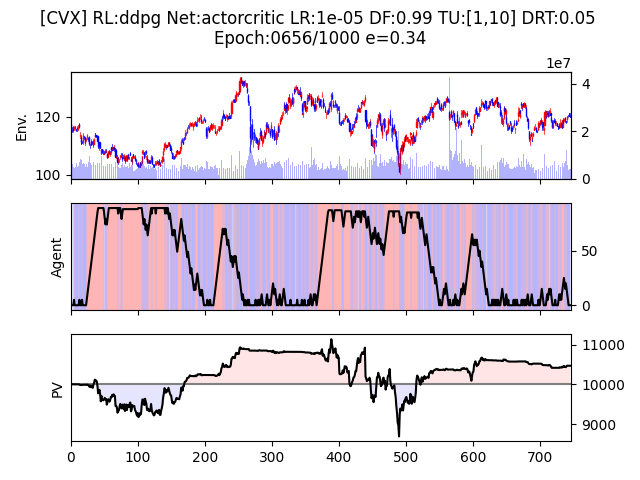 [CVX] RL:ddpg Net:actorcritic LR:1e-05 DF:0.99 TU:[1,10] DRT:0.05
Epoch:0656/1000 e=0.34
1e7
Env.
120
100
4
2
0
Agent
50
0
PV
11000
10000
9000
0 100 200 300 400 500 600 700